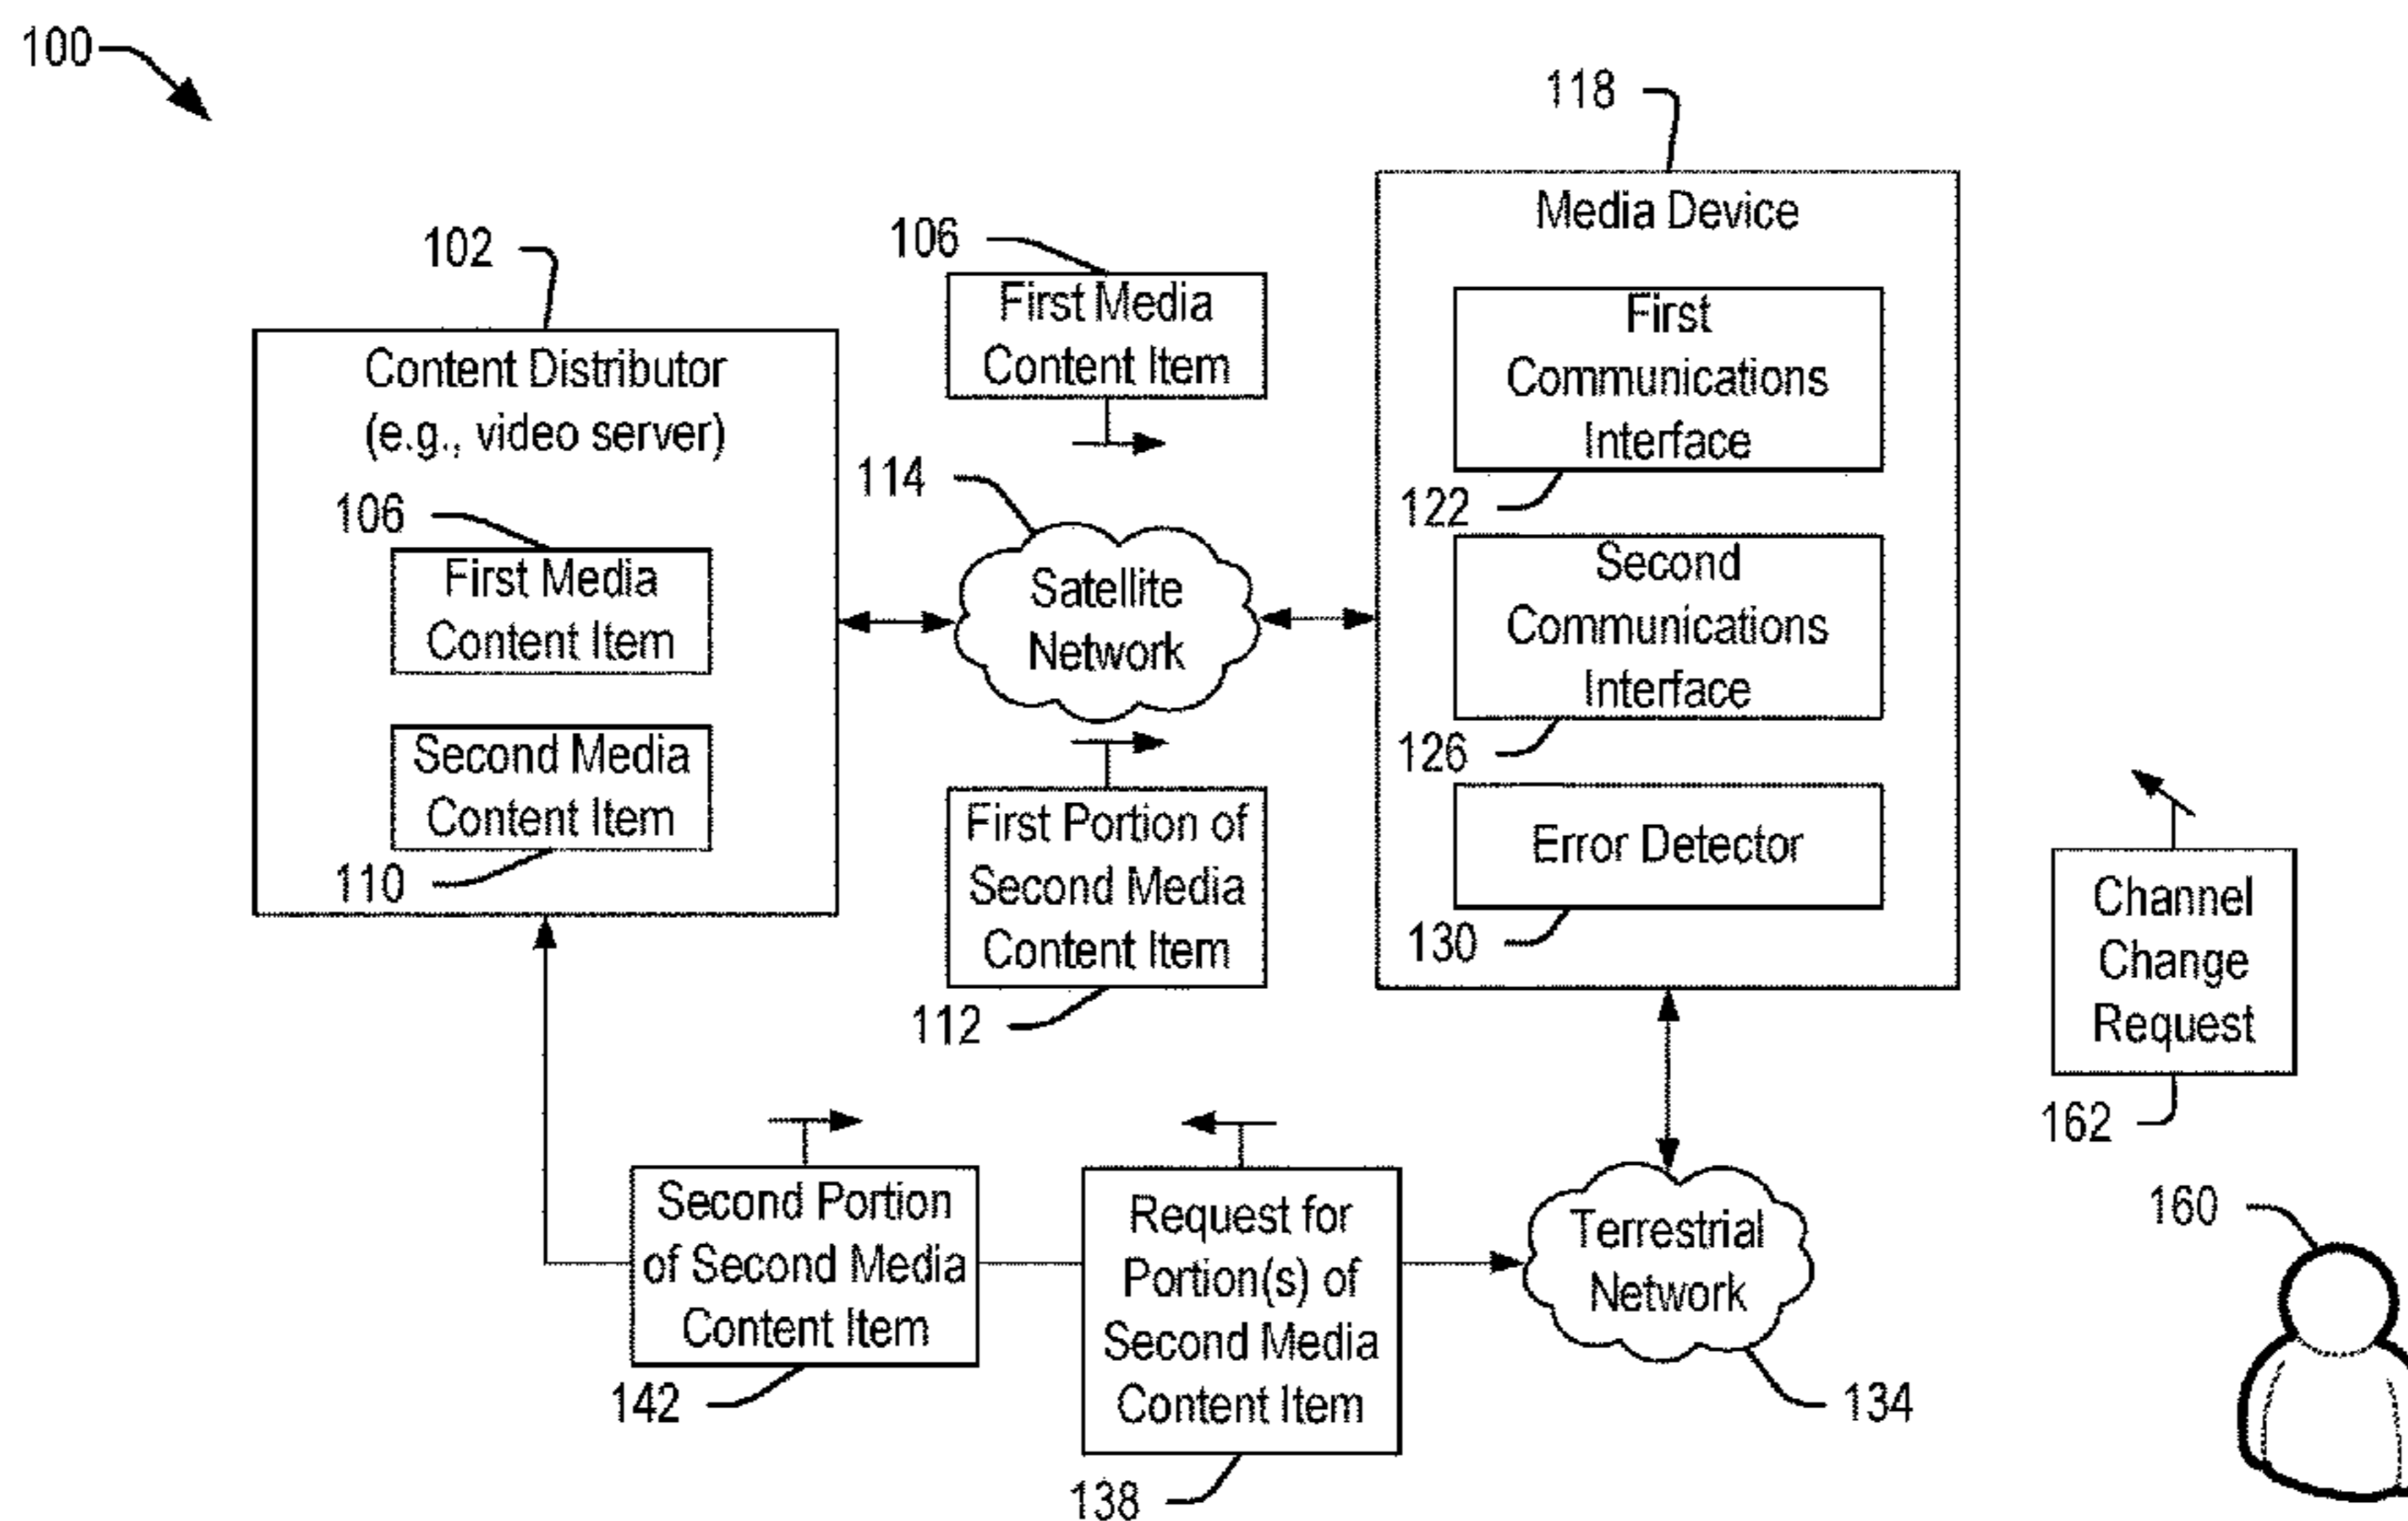 100
102
Content Distributor
(e.g., video server)
106
First Media
Content Item
Second Media
Content Item
110
106
First Media
Content Item
114
Satellite
Network
First Portion of
Second Media
Content Item
112
118
Media Device
First
Communications
Interface
122
Second
Communications
Interface
126
Error Detector
130
Channel
Change
Request
162
160
Second Portion
of Second Media
Content Item
142
Request for
Portion(s) of
Second Media
Content Item
138
Terrestrial
Network
134